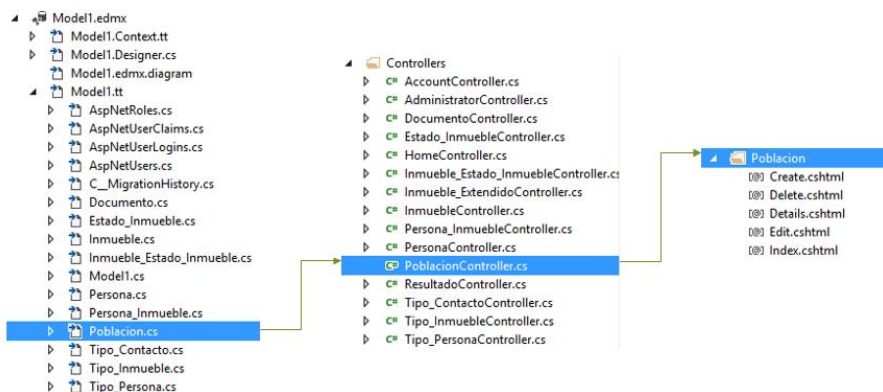 Model1.edmx
Model1.Context.tt
Model1.Designer.cs
Model1.edmx.diagram
Model1.tt
AspNetRoles.cs
AspNetUserClaims.cs
AspNetUserLogins.cs
AspNetUsers.cs
C__MigrationHistory.cs
Documento.cs
Estado_Inmueble.cs
Inmueble.cs
Inmueble_Estado_Inmueble.cs
Model1.cs
Persona.cs
Persona_Inmueble.cs
Poblacion.cs
Tipo_Contacto.cs
Tipo_Inmueble.cs
Tipo_Persona.cs
Controllers
C# AccountController.cs
C# AdministratorController.cs
C# DocumentoController.cs
C# Estado_InmuebleController.cs
C# HomeController.cs
C# Inmueble_Estado_InmuebleController.cs
C# Inmueble_ExtendidoController.cs
C# InmuebleController.cs
C# Persona_InmuebleController.cs
C# PersonaController.cs
C# PoblacionController.cs
C# ResultadoController.cs
C# Tipo_ContactoController.cs
C# Tipo_InmuebleController.cs
C# Tipo_PersonaController.cs
Poblacion
[@] Create.cshtml
[@] Delete.cshtml
[@] Details.cshtml
[@] Edit.cshtml
[@] Index.cshtml